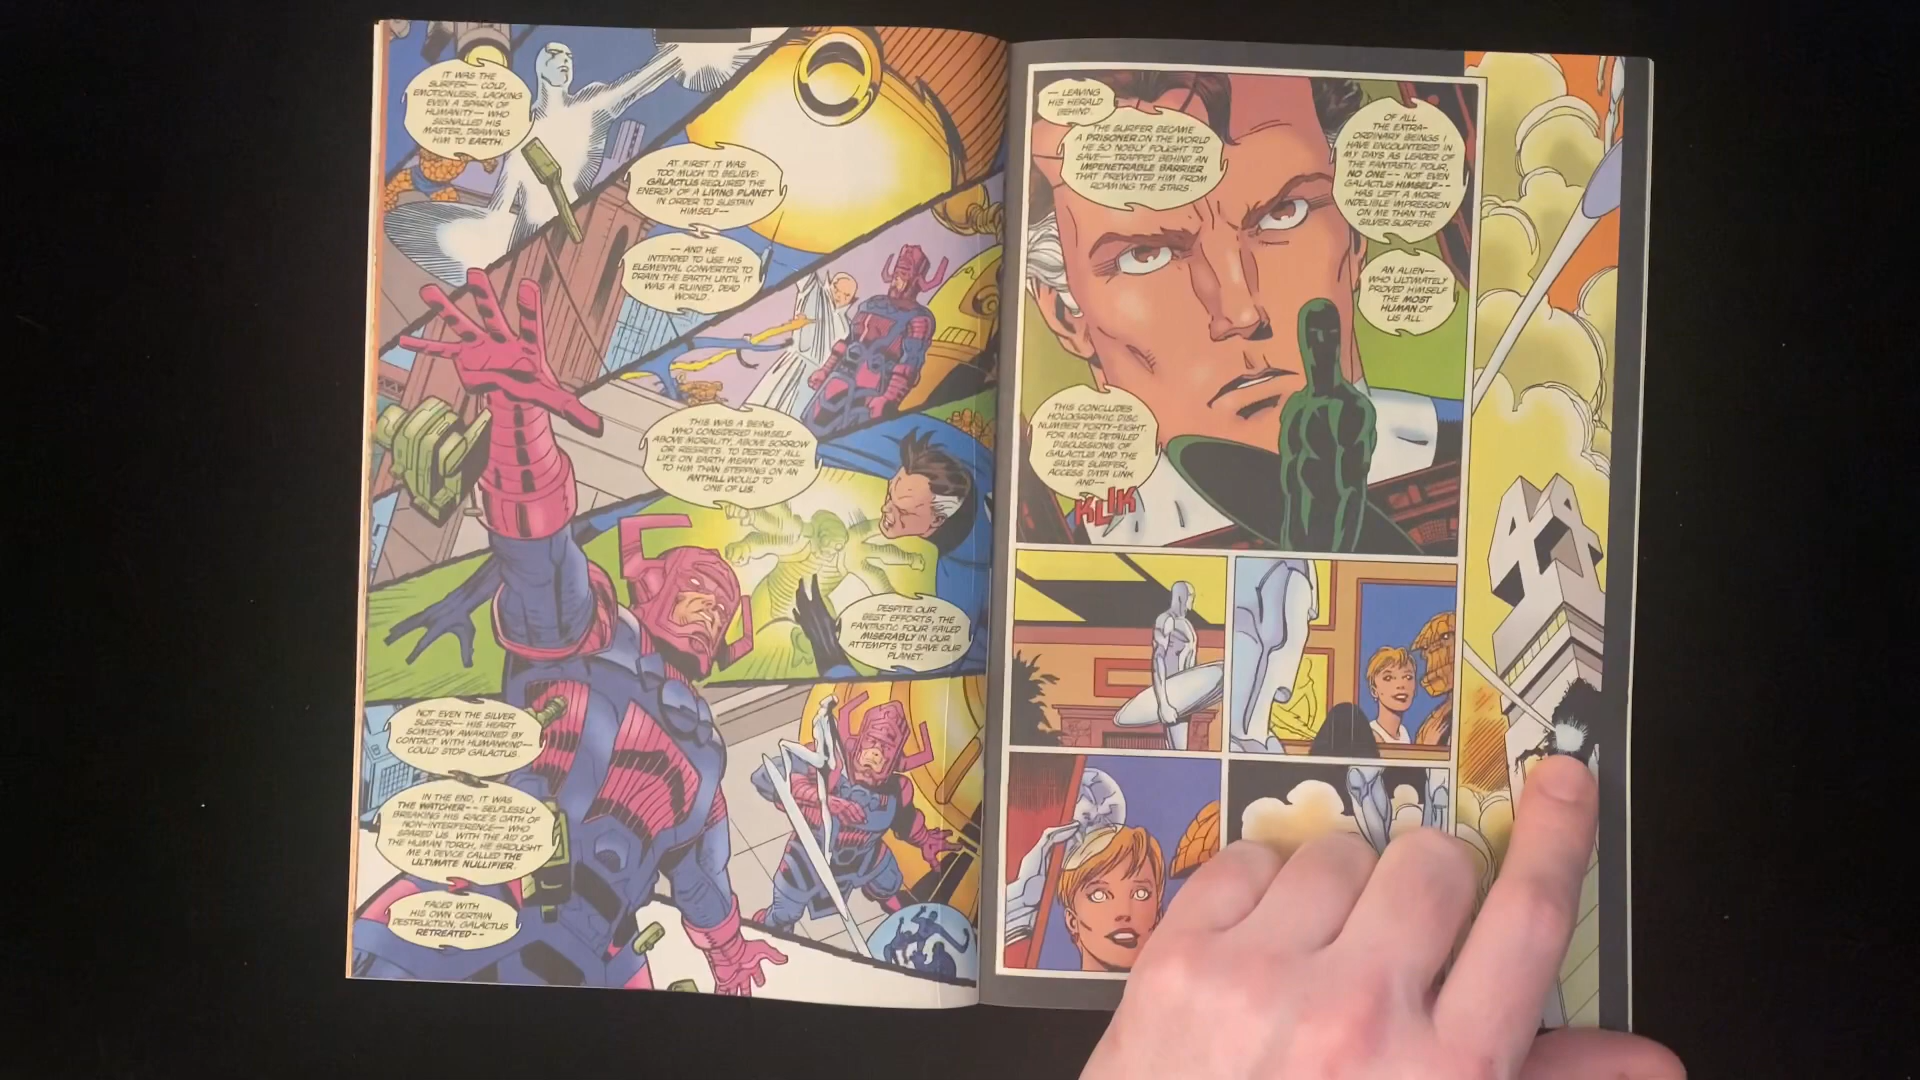 IT WAS THE
SURFER-- COLD,
EMOTIONLESS, LACKING
EVEN A SPARK OF
HUMANITY-- WHO
SIGNALLED HIS
MASTER, DRAWING
HIM TO EARTH.
AT FIRST IT WAS
TOO MUCH TO BELIEVE!
GALACTUS REQUIRED THE
ENERGY OF A LIVING PLANET
IN ORDER TO SUSTAIN
HIMSELF--
-- AND HE
INTENDED TO USE HIS
ELEMENTAL CONVERTER TO
DRAIN THE EARTH UNTIL IT
WAS A RUINED, DEAD
WORLD.
THIS WAS A BEING
WHO CONSIDERED HIMSELF
ABOVE MORALITY, ABOVE SORROW
OR REGRETS. TO DESTROY ALL
LIFE ON EARTH MEANT NO MORE
TO HIM THAN STEPPING ON AN
ANTHILL WOULD TO
ONE OF US.
DESPITE OUR
BEST EFFORTS, THE
FANTASTIC FOUR FAILED
MISERABLY IN OUR
ATTEMPTS TO SAVE OUR
PLANET.
NOT EVEN THE SILVER
SURFER-- HIS HEART
SOMEHOW AWAKENED BY
CONTACT WITH HUMANKIND--
COULD STOP GALACTUS.
IN THE END, IT WAS
THE WATCHER-- SELFLESSLY
BREAKING HIS RACE'S OATH OF
NON-INTERFERENCE-- WHO
SPARED US. WITH THE AID OF
THE HUMAN TORCH, HE BROUGHT
ME A DEVICE CALLED THE
ULTIMATE NULLIFIER.
FACED WITH
HIS OWN CERTAIN
DESTRUCTION, GALACTUS
RETREATED--
-- LEAVING
HIS HERALD
BEHIND.
THE SURFER BECAME
A PRISONER ON THE WORLD
HE SO NOBLY FOUGHT TO
SAVE-- TRAPPED BEHIND AN
IMPENETRABLE BARRIER
THAT PREVENTED HIM FROM
ROAMING THE STARS.
OF ALL
THE EXTRA-
ORDINARY BEINGS I
HAVE ENCOUNTERED IN
MY DAYS AS LEADER OF
THE FANTASTIC FOUR,
NO ONE-- NOT EVEN
GALACTUS HIMSELF--
HAS LEFT A MORE
INDELIBLE IMPRESSION
ON ME THAN THE
SILVER SURFER!
AN ALIEN--
WHO ULTIMATELY
PROVED HIMSELF
THE MOST
HUMAN OF
US ALL.
THIS CONCLUDES
HOLOGRAPHIC DISC
NUMBER FORTY-EIGHT.
FOR MORE DETAILED
DISCUSSIONS OF
GALACTUS AND THE
SILVER SURFER,
ACCESS DATA LINK
AND--
KLIK
4